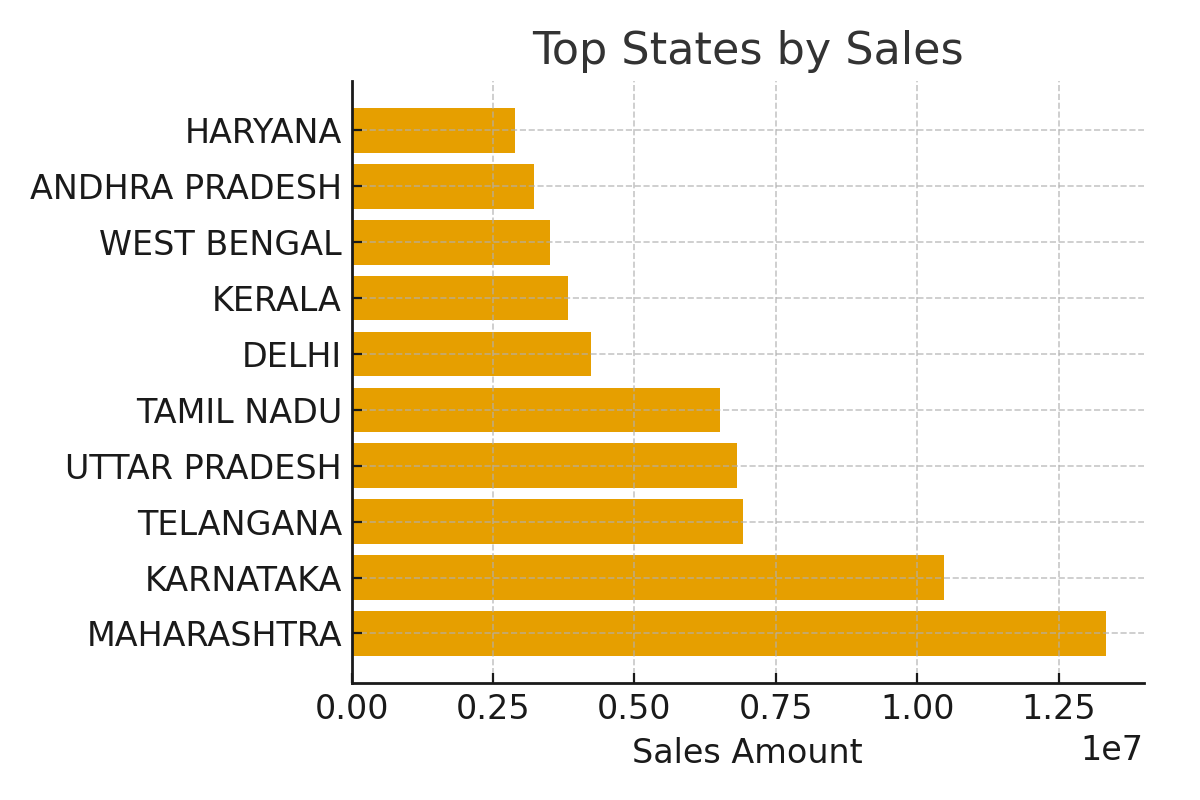 Top States by Sales
HARYANA
ANDHRA PRADESH
WEST BENGAL
KERALA
DELHI
TAMIL NADU
UTTAR PRADESH
TELANGANA
KARNATAKA
MAHARASHTRA
0.00 0.25 0.50 0.75 1.00 1.25
Sales Amount 1e7